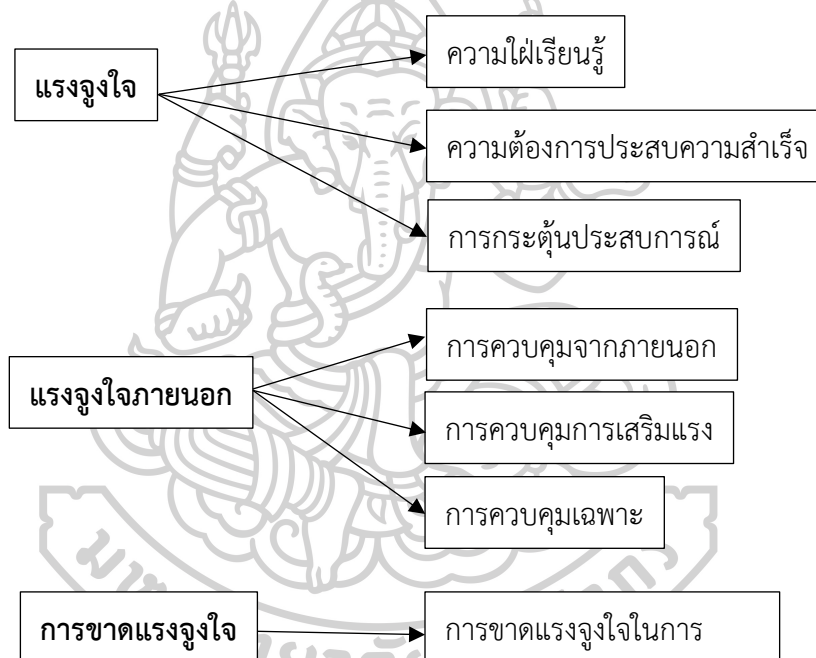 ความใฝ่เรียนรู้
แรงจูงใจ
ความต้องการประสบความสำเร็จ
การกระตุ้นประสบการณ์
การควบคุมจากภายนอก
แรงจูงใจภายนอก
การควบคุมการเสริมแรง
การควบคุมเฉพาะ
การขาดแรงจูงใจ
การขาดแรงจูงใจในการ